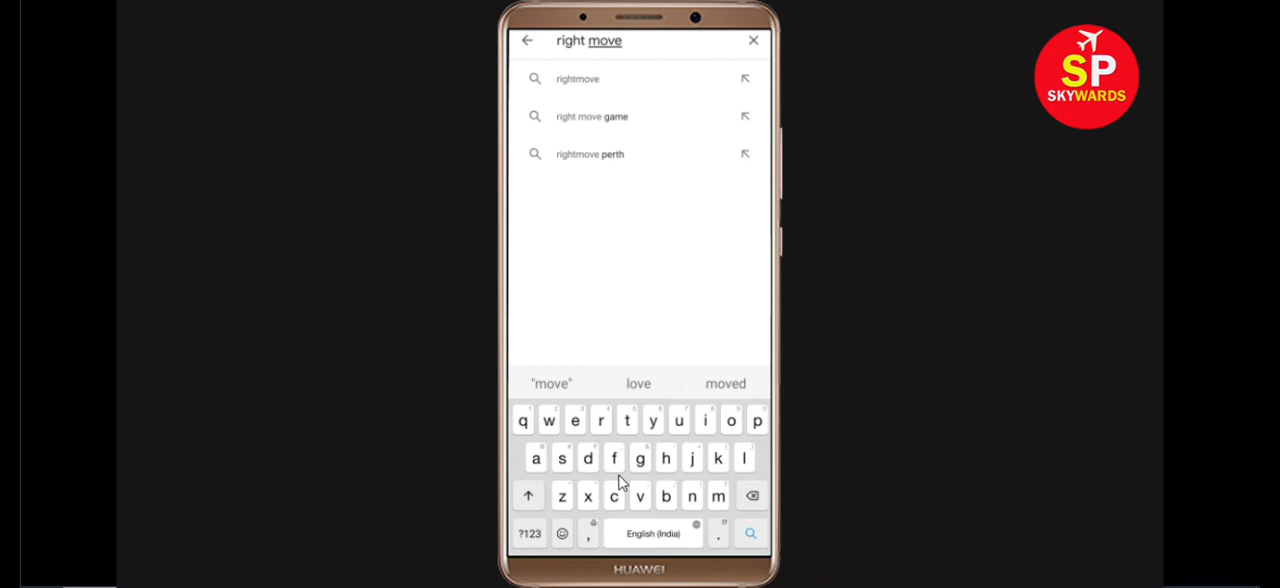 right move
rightmove
right move game
rightmove perth
"move" love moved
q w e r t y u i o p
a s d f g h j k l
z x c v b n m
?123 , English (India) .
HUAWEI
SP
SKYWARDS